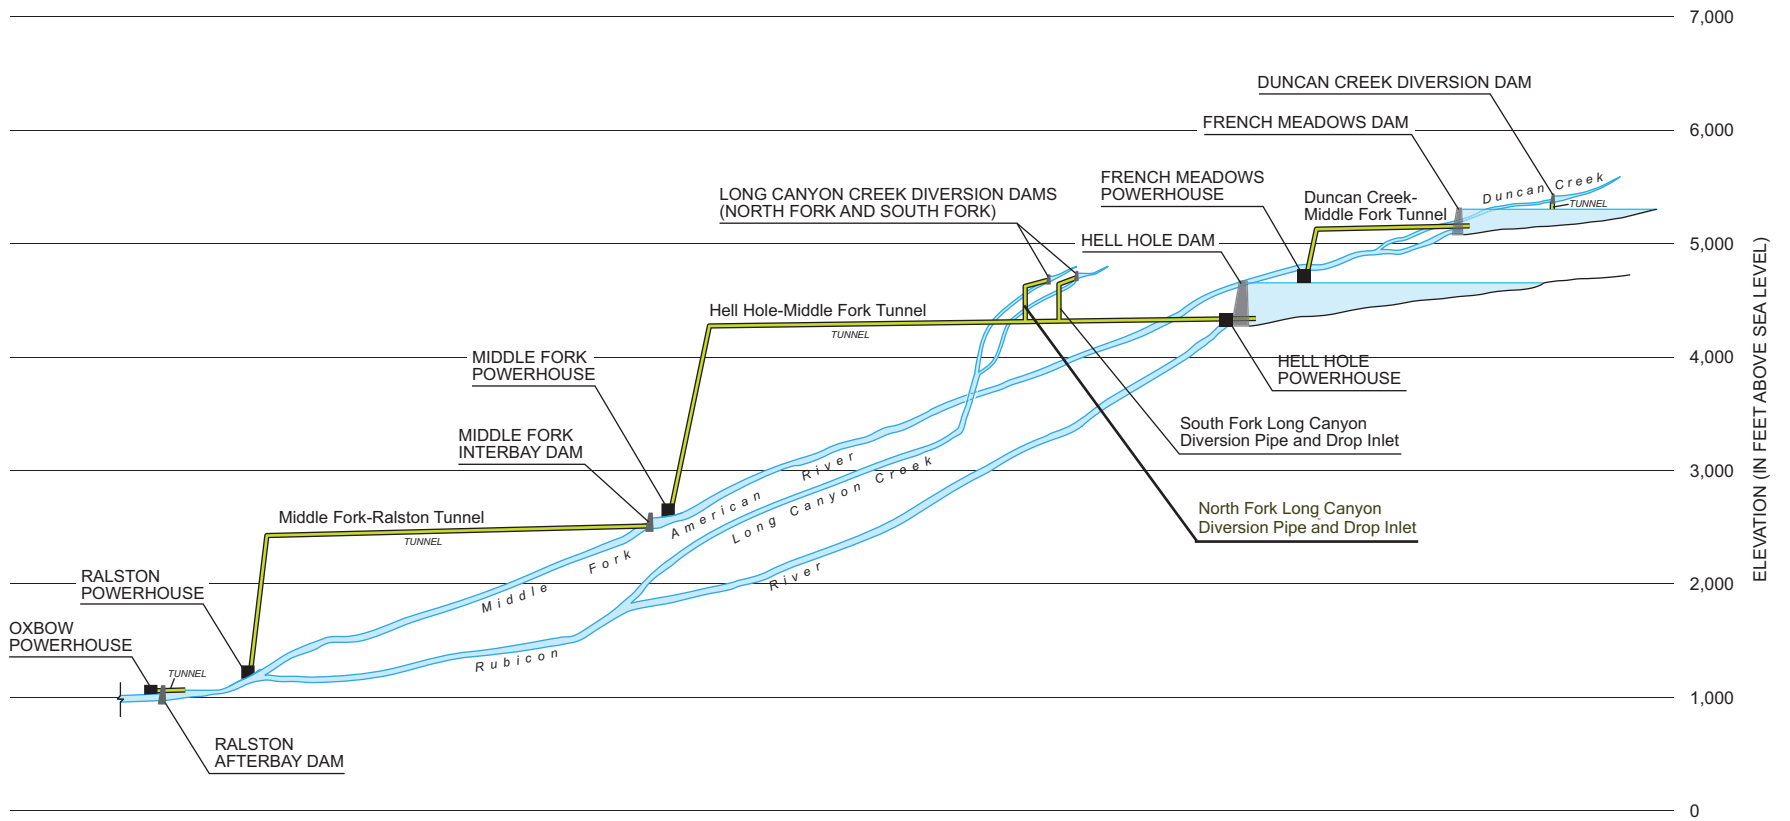 7,000
DUNCAN CREEK DIVERSION DAM
FRENCH MEADOWS DAM
6,000
FRENCH MEADOWS
POWERHOUSE
Duncan Creek
LONG CANYON CREEK DIVERSION DAMS
(NORTH FORK AND SOUTH FORK)
Duncan Creek-
Middle Fork Tunnel
TUNNEL
HELL HOLE DAM
5,000
Hell Hole-Middle Fork Tunnel
TUNNEL
MIDDLE FORK
POWERHOUSE
4,000
HELL HOLE
POWERHOUSE
ELEVATION (IN FEET ABOVE SEA LEVEL)
South Fork Long Canyon
Diversion Pipe and Drop Inlet
MIDDLE FORK
INTERBAY DAM
3,000
North Fork Long Canyon
Diversion Pipe and Drop Inlet
Middle Fork-Ralston Tunnel
TUNNEL
Middle Fork American River
Long Canyon Creek
Rubicon River
2,000
RALSTON
POWERHOUSE
OXBOW
POWERHOUSE
TUNNEL
1,000
RALSTON
AFTERBAY DAM
0